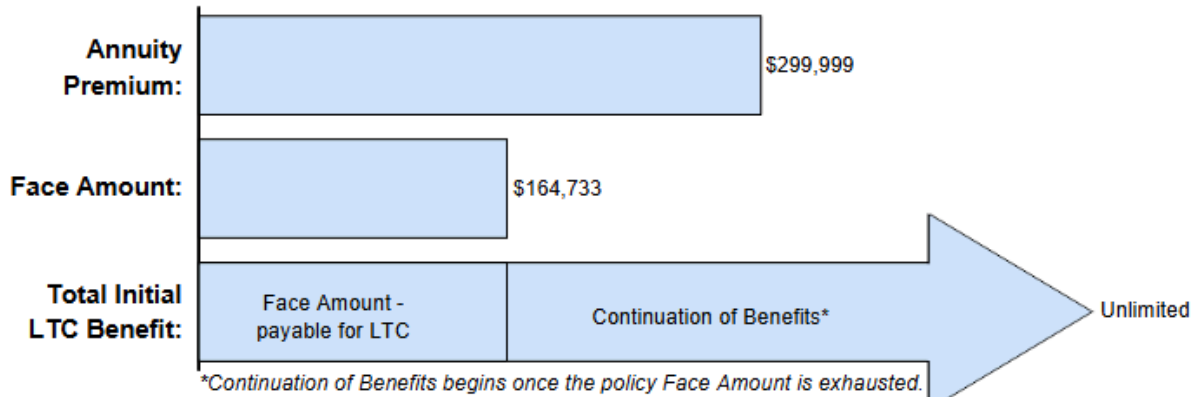 Annuity
Premium:
$299,999
Face Amount:
$164,733
Total Initial
LTC Benefit:
Face Amount -
payable for LTC
Continuation of Benefits*
Unlimited
*Continuation of Benefits begins once the policy Face Amount is exhausted.